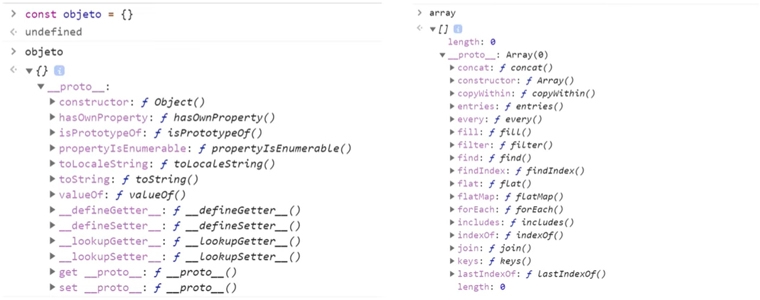 > const objeto = {}
<· undefined
> objeto
<· ▼{} i
▼__proto__:
▶constructor: ƒ Object()
▶hasOwnProperty: ƒ hasOwnProperty()
▶isPrototypeOf: ƒ isPrototypeOf()
▶propertyIsEnumerable: ƒ propertyIsEnumerable()
▶toLocaleString: ƒ toLocaleString()
▶toString: ƒ toString()
▶valueOf: ƒ valueOf()
▶__defineGetter__: ƒ __defineGetter__()
▶__defineSetter__: ƒ __defineSetter__()
▶__lookupGetter__: ƒ __lookupGetter__()
▶__lookupSetter__: ƒ __lookupSetter__()
▶get __proto__: ƒ __proto__()
▶set __proto__: ƒ __proto__()
> array
<· ▼[] i
length: 0
▼__proto__: Array(0)
▶concat: ƒ concat()
▶constructor: ƒ Array()
▶copyWithin: ƒ copyWithin()
▶entries: ƒ entries()
▶every: ƒ every()
▶fill: ƒ fill()
▶filter: ƒ filter()
▶find: ƒ find()
▶findIndex: ƒ findIndex()
▶flat: ƒ flat()
▶flatMap: ƒ flatMap()
▶forEach: ƒ forEach()
▶includes: ƒ includes()
▶indexOf: ƒ indexOf()
▶join: ƒ join()
▶keys: ƒ keys()
▶lastIndexOf: ƒ lastIndexOf()
length: 0